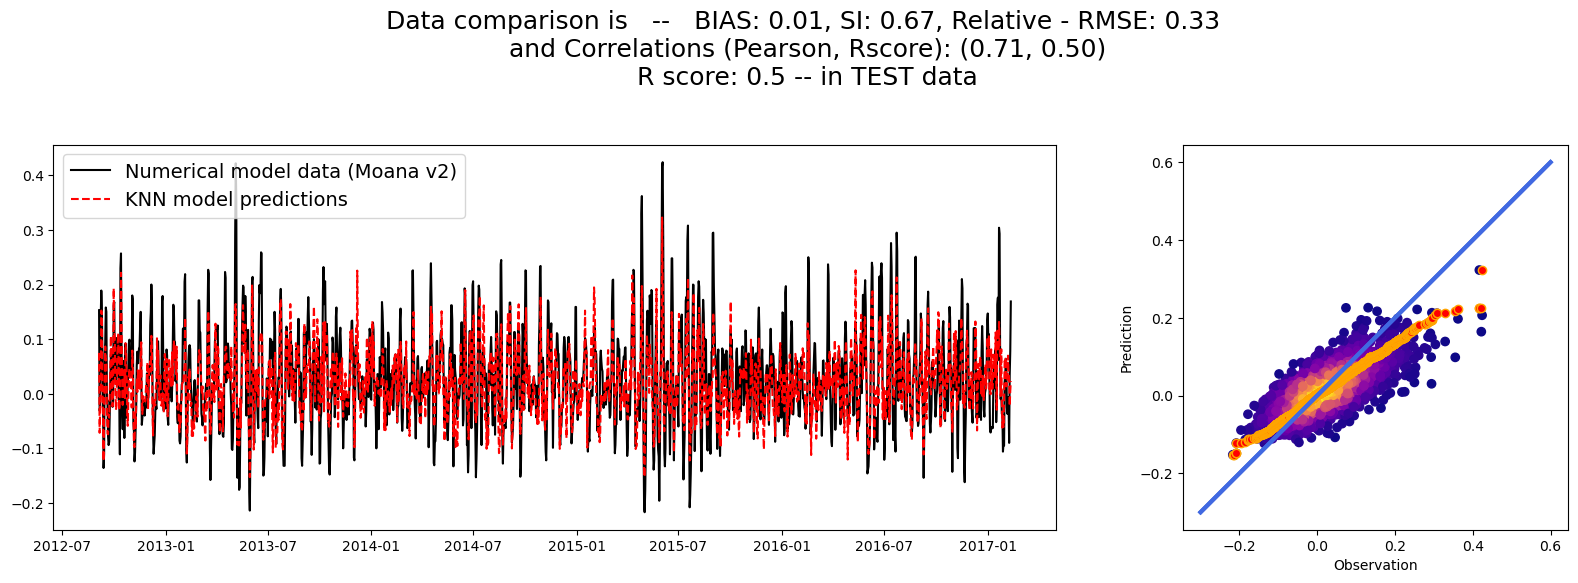 Data comparison is   --   BIAS: 0.01, SI: 0.67, Relative - RMSE: 0.33
and Correlations (Pearson, Rscore): (0.71, 0.50)
R score: 0.5 -- in TEST data
Numerical model data (Moana v2)
KNN model predictions
0.4
0.3
0.2
0.1
0.0
−0.1
−0.2
2012-07 2013-01 2013-07 2014-01 2014-07 2015-01 2015-07 2016-01 2016-07 2017-01
Prediction
0.6
0.4
0.2
0.0
−0.2
−0.2 0.0 0.2 0.4 0.6
Observation